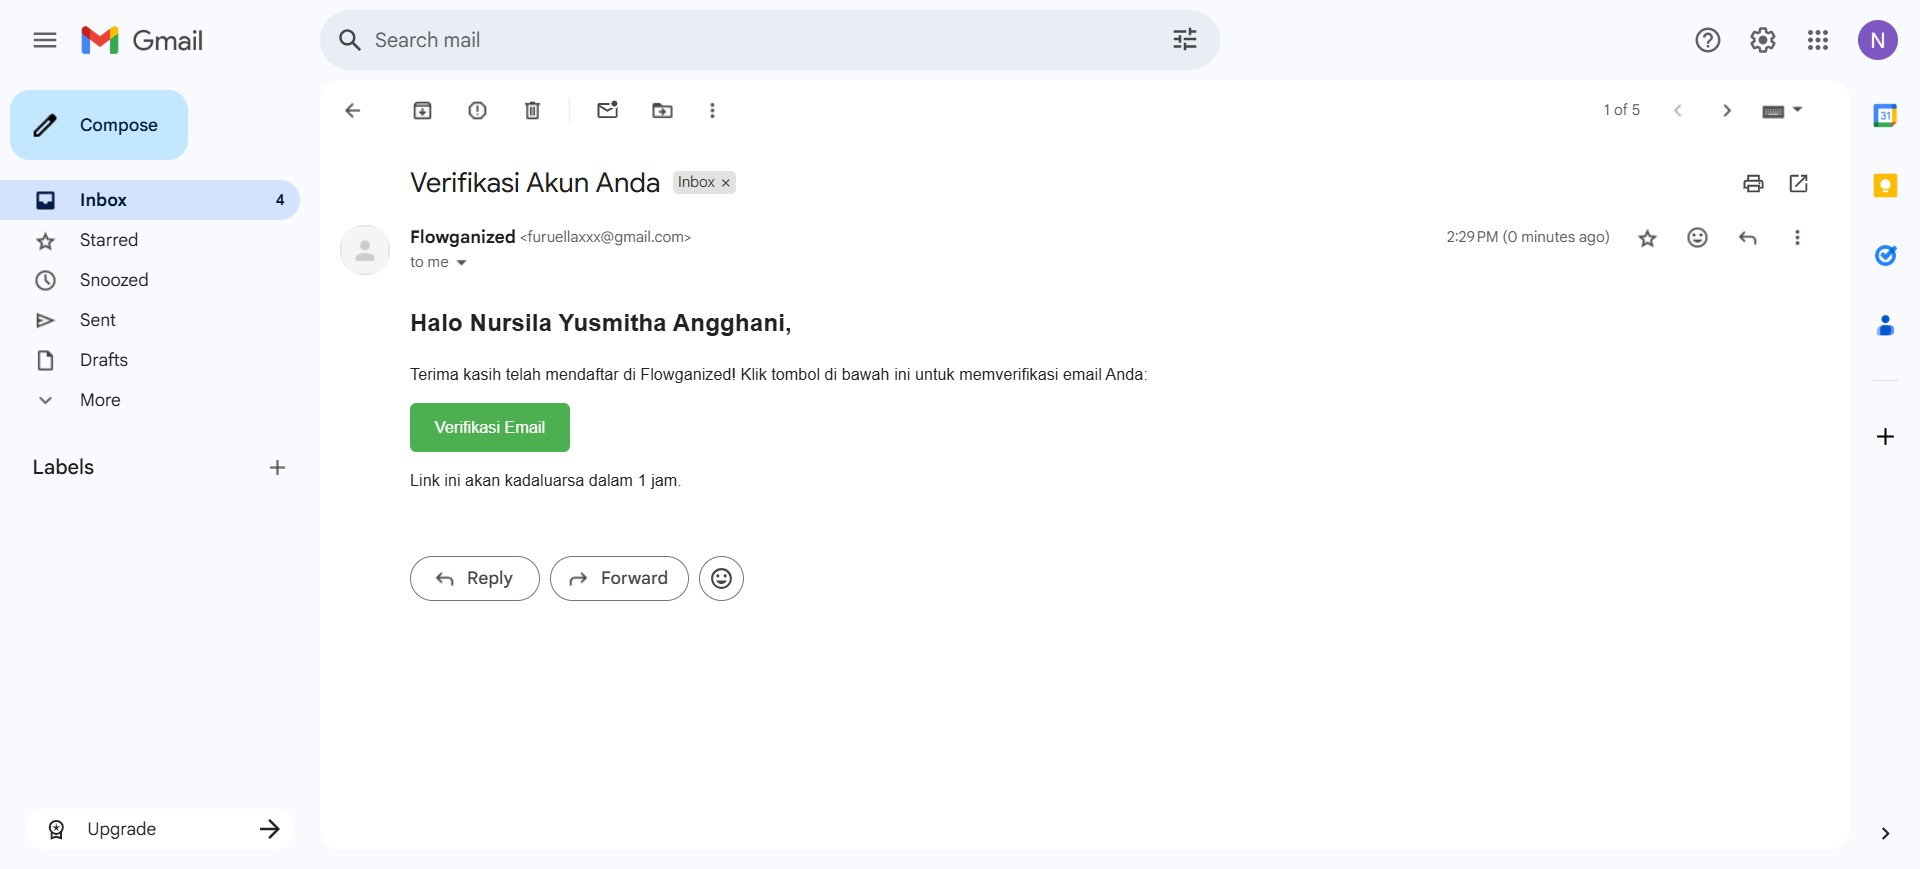 Gmail
Search mail
N
Compose
Inbox 4
Starred
Snoozed
Sent
Drafts
More
Labels
Upgrade
1 of 5
31
Verifikasi Akun Anda
Inbox ×
Flowganized <furuellaxxx@gmail.com>
2:29 PM (0 minutes ago)
to me
Halo Nursila Yusmitha Angghani,
Terima kasih telah mendaftar di Flowganized! Klik tombol di bawah ini untuk memverifikasi email Anda:
Verifikasi Email
Link ini akan kadaluarsa dalam 1 jam.
Reply
Forward